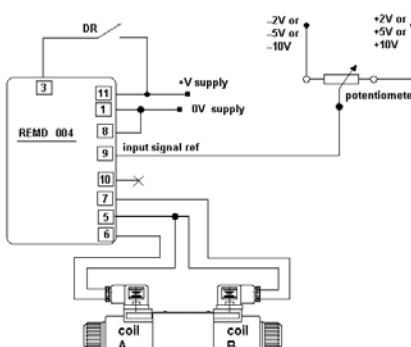 DR
–2V or
–5V or
–10V
+2V or
+5V or
+10V
3
+V supply
11
1
0V supply
8
REMD 004
potentiomete
input signal ref
9
10
7
5
6
coil
A
coil
B